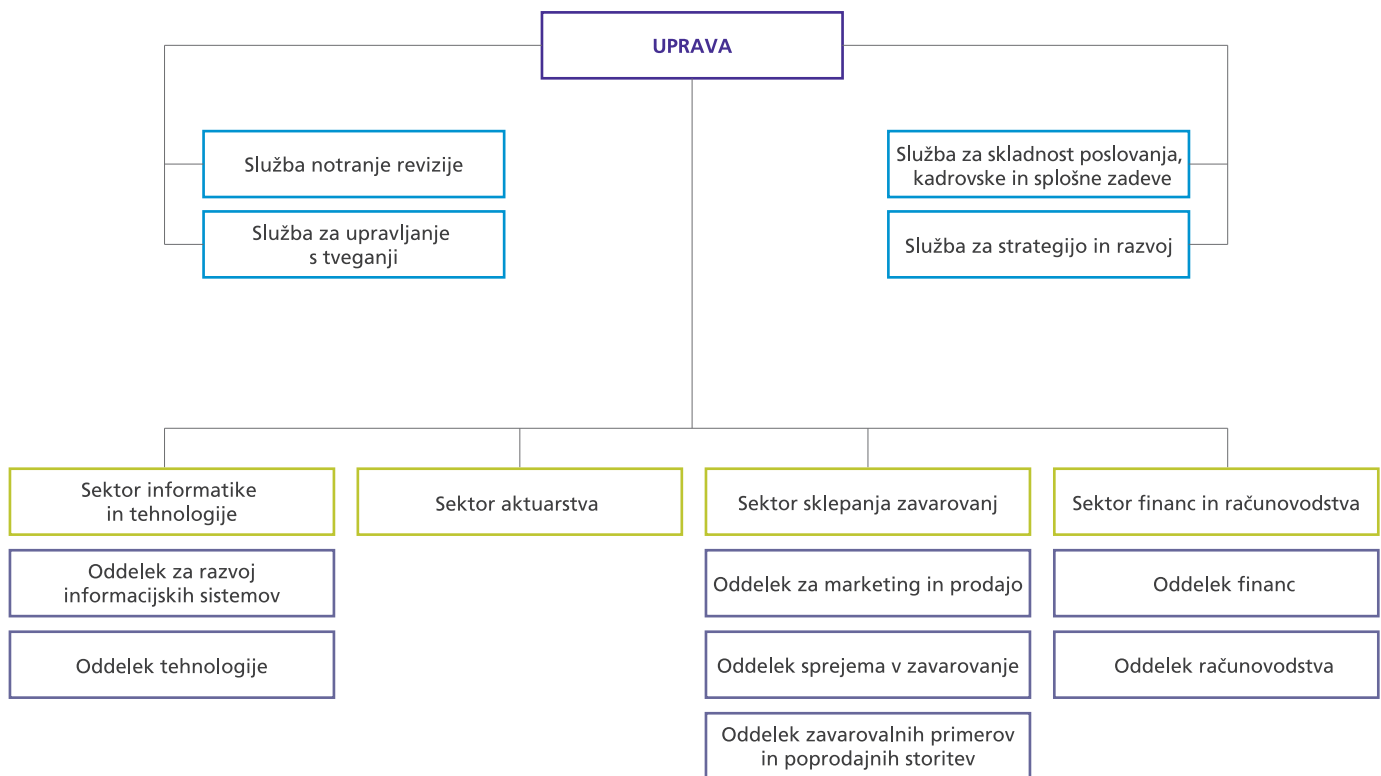 UPRAVA
Služba notranje revizije
Služba za upravljanje
s tveganji
Služba za skladnost poslovanja,
kadrovske in splošne zadeve
Služba za strategijo in razvoj
Sektor informatike
in tehnologije
Oddelek za razvoj
informacijskih sistemov
Oddelek tehnologije
Sektor aktuarstva
Sektor sklepanja zavarovanj
Oddelek za marketing in prodajo
Oddelek sprejema v zavarovanje
Oddelek zavarovalnih primerov
in poprodajnih storitev
Sektor financ in računovodstva
Oddelek financ
Oddelek računovodstva